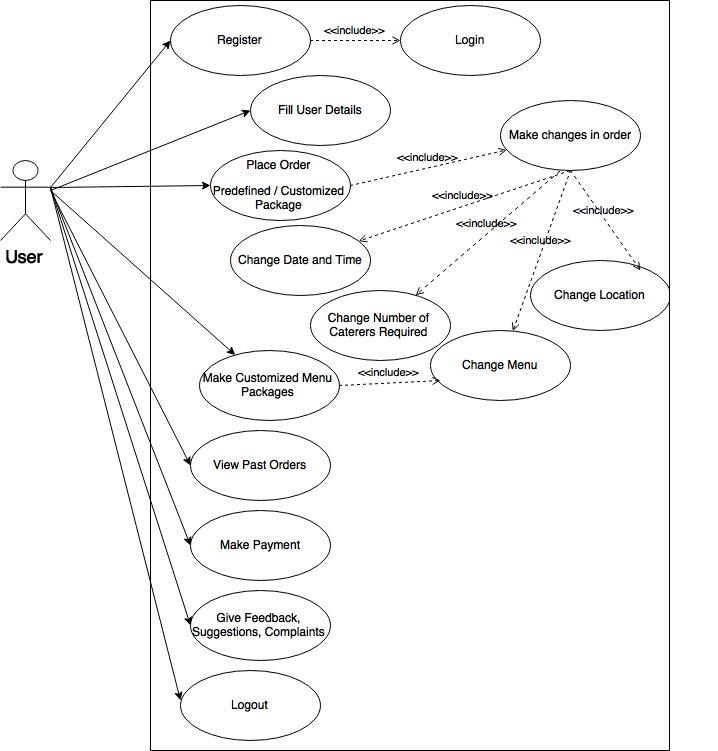 Register
<<include>>
Login
Fill User Details
Make changes in order
<<include>>
Place Order
Predefined / Customized
Package
<<include>>
<<include>>
<<include>>
<<include>>
User
Change Date and Time
Change Location
Change Number of
Caterers Required
Change Menu
<<include>>
Make Customized Menu
Packages
View Past Orders
Make Payment
Give Feedback,
Suggestions, Complaints
Logout